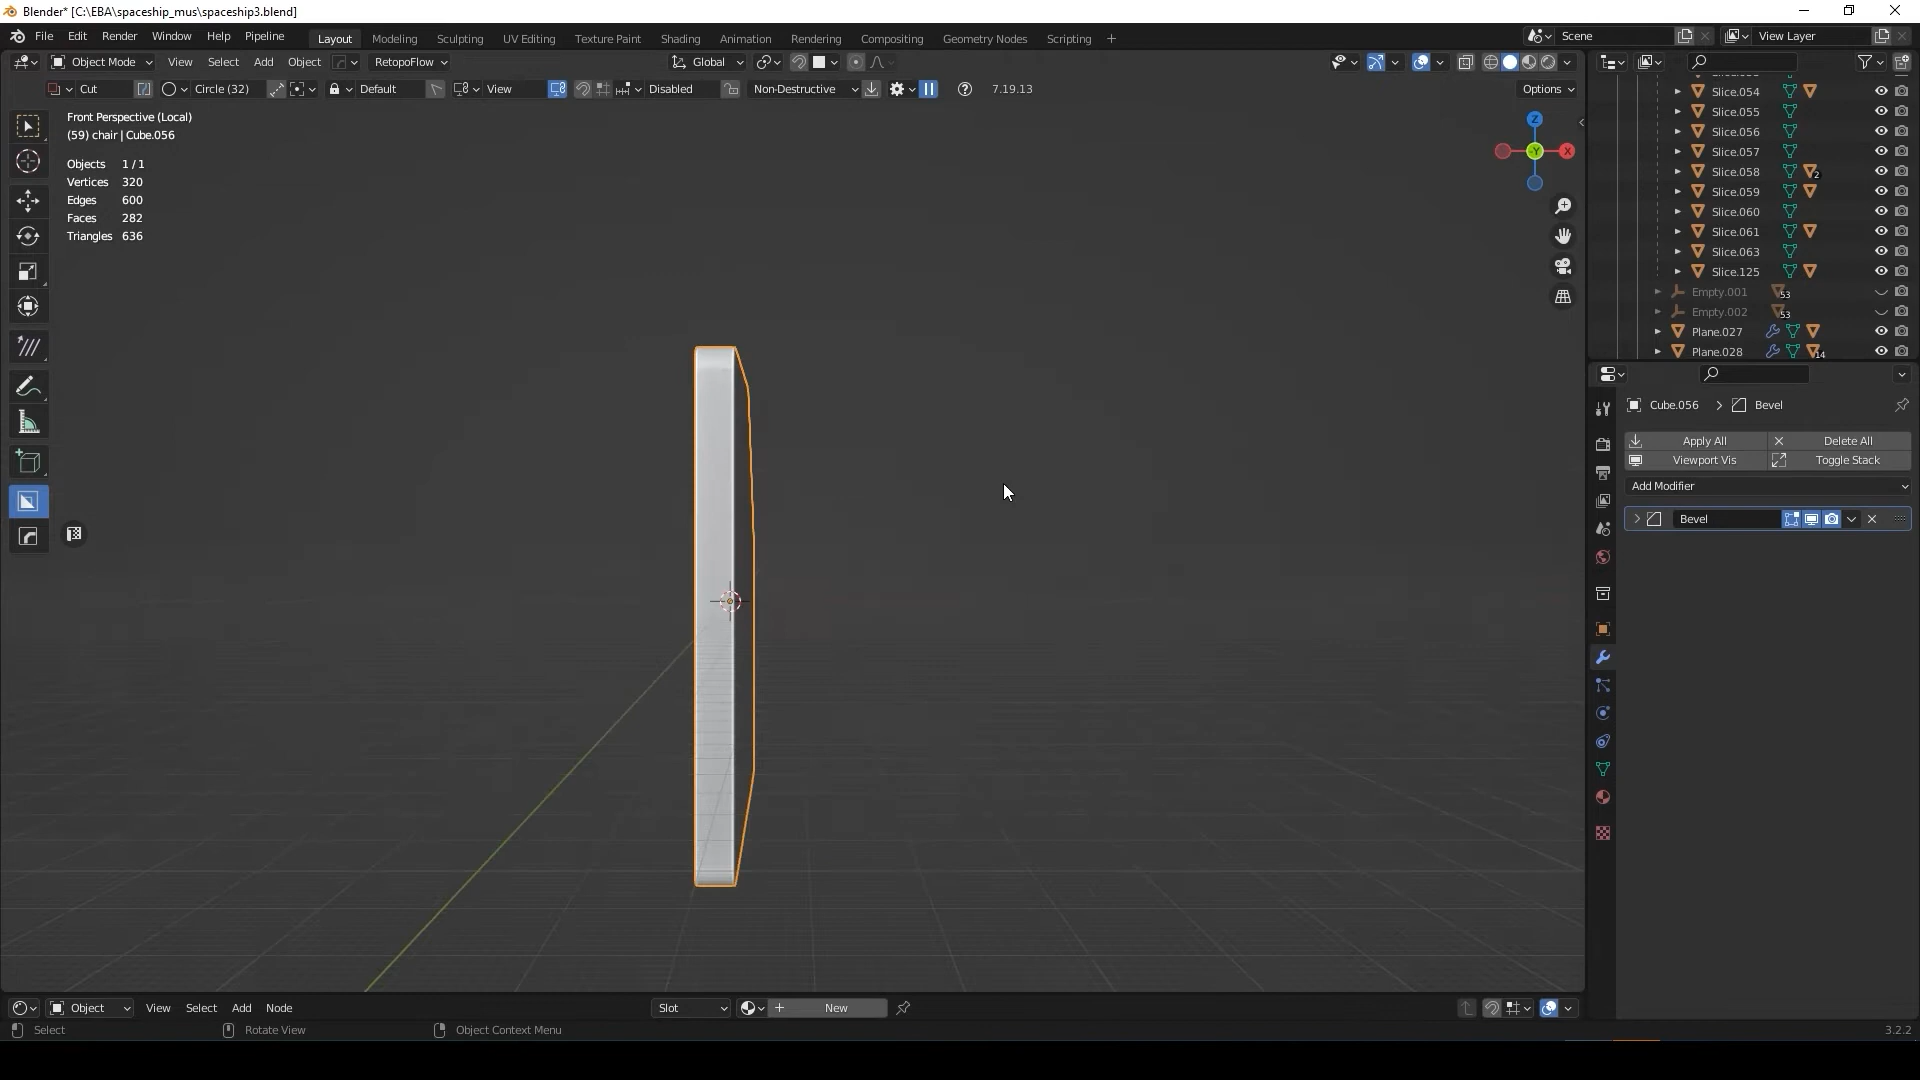 Blender* [C:\EBA\spaceship_mus\spaceship3.blend]
File Edit Render Window Help Pipeline Layout Modeling Sculpting UV Editing Texture Paint Shading Animation Rendering Compositing Geometry Nodes Scripting + Scene View Layer
Object Mode View Select Add Object RetopoFlow Global
Cut Circle (32) Default View Disabled Non-Destructive 7.19.13 Options
Front Perspective (Local)
(59) chair | Cube.056
Objects 1 / 1
Vertices 320
Edges 600
Faces 282
Triangles 636
Z
-Y
X
Slice.054
Slice.055
Slice.056
Slice.057
Slice.058 2
Slice.059
Slice.060
Slice.061
Slice.063
Slice.125
Empty.001 53
Empty.002 53
Plane.027
Plane.028 14
Cube.056 > Bevel
Apply All Delete All
Viewport Vis Toggle Stack
Add Modifier
Bevel
Object View Select Add Node Slot New
Select Rotate View Object Context Menu 3.2.2